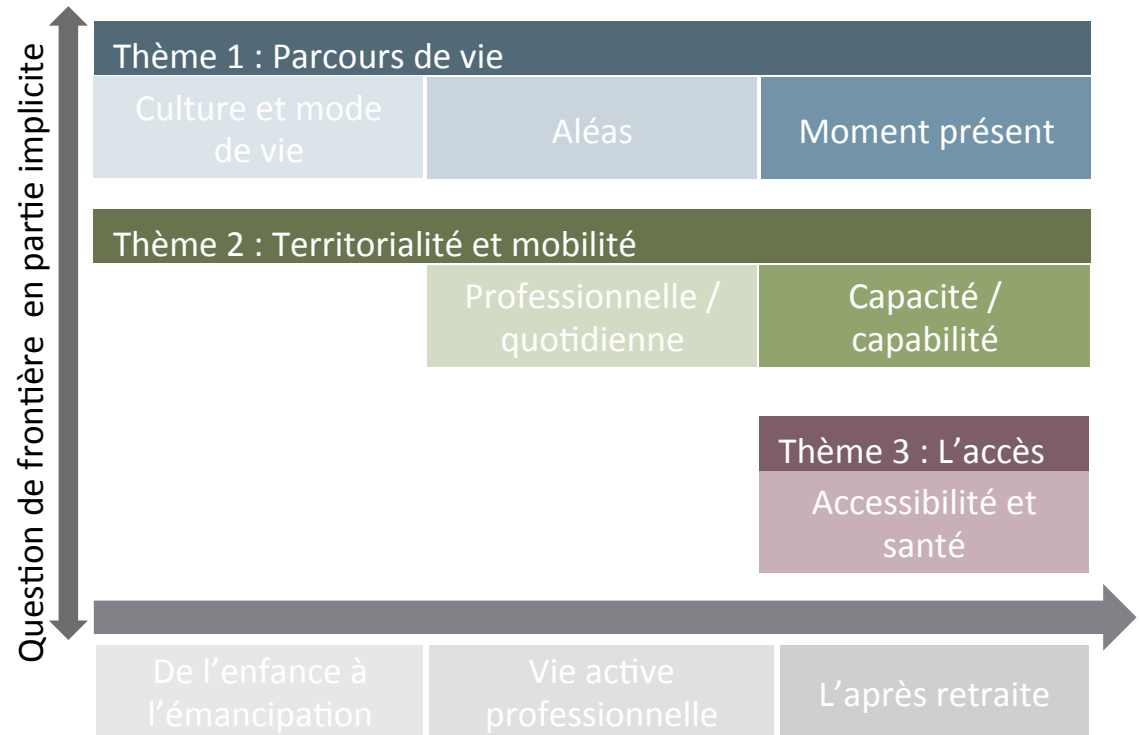 Question de frontière en partie implicite
Thème 1 : Parcours de vie
Culture et mode
de vie
Aléas
Moment présent
Thème 2 : Territorialité et mobilité
Professionnelle /
quotidienne
Capacité /
capabilité
Thème 3 : L’accès
Accessibilité et
santé
De l’enfance à
l’émancipation
Vie active
professionnelle
L’après retraite